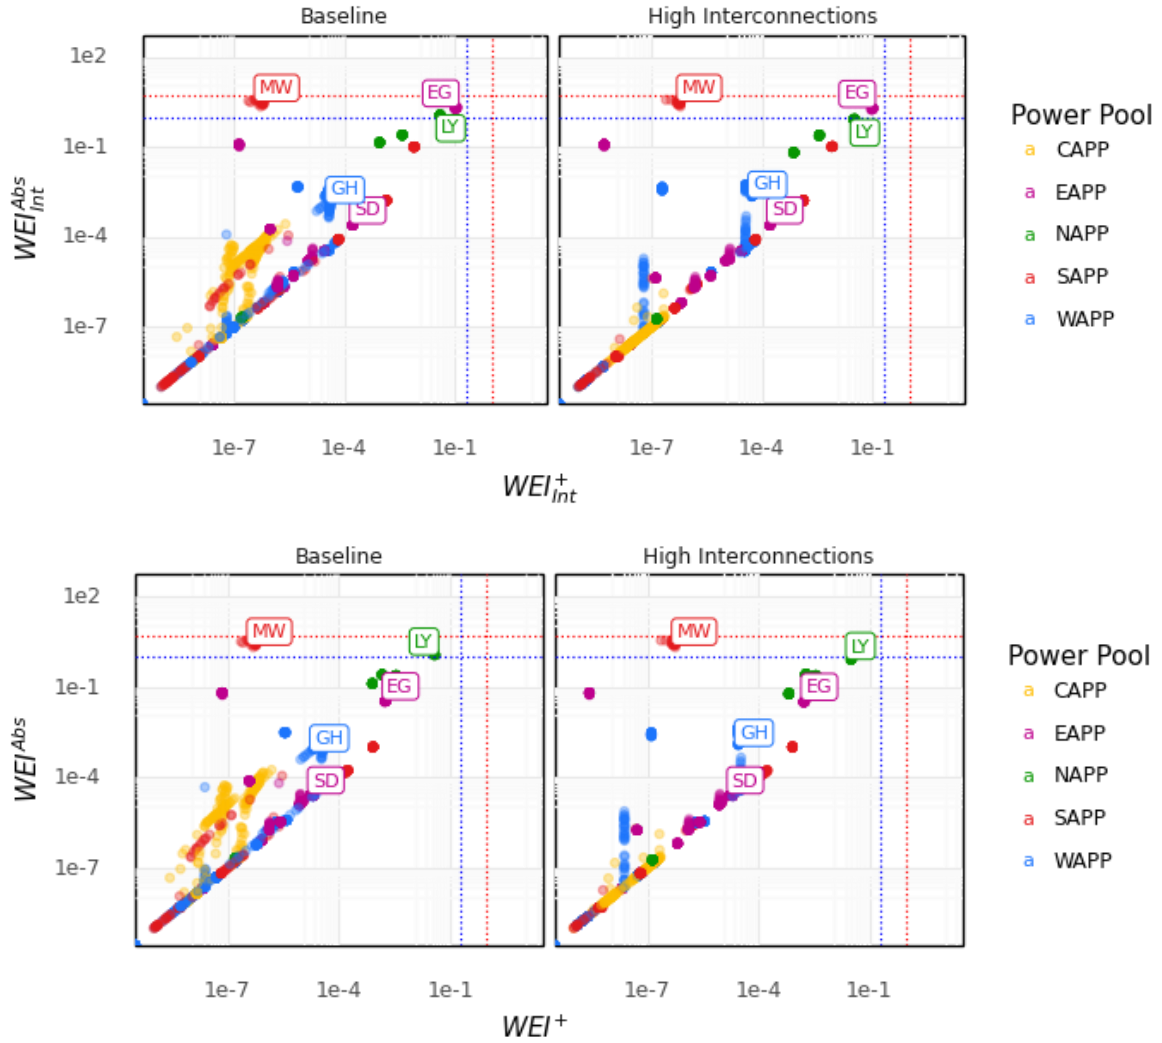 Baseline
High Interconnections
1e2
1e-1
1e-4
1e-7
WEI^{Abs}_{Int}
MW
EG
LY
GH
SD
MW
EG
LY
GH
SD
1e-7 1e-4 1e-1
1e-7 1e-4 1e-1
WEI^{+}_{Int}
Power Pool
a CAPP
a EAPP
a NAPP
a SAPP
a WAPP
Baseline
High Interconnections
1e2
1e-1
1e-4
1e-7
WEI^{Abs}
MW
LY
EG
GH
SD
MW
LY
EG
GH
SD
1e-7 1e-4 1e-1
1e-7 1e-4 1e-1
WEI^{+}
Power Pool
a CAPP
a EAPP
a NAPP
a SAPP
a WAPP